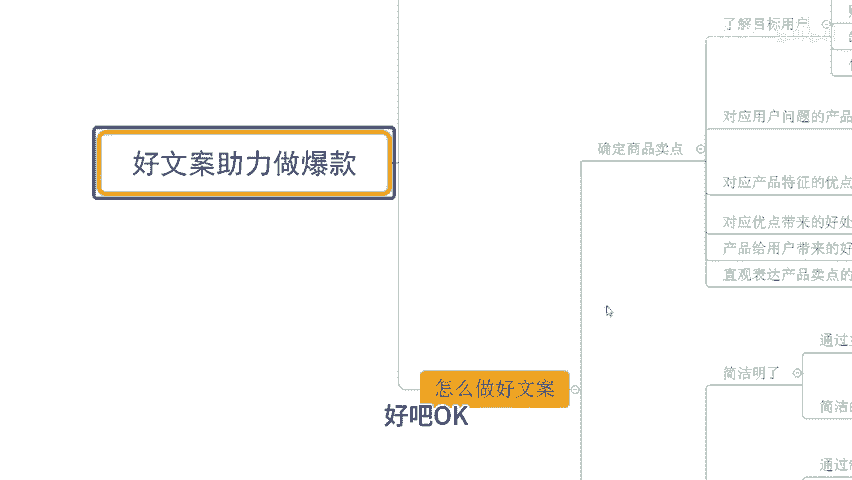 了解目标用户
对应用户问题的产品
好文案助力做爆款
确定商品卖点
对应产品特征的优点
对应优点带来的好处
产品给用户带来的好
直观表达产品卖点的
通过
简洁明了
怎么做好文案
好吧OK
简洁的
通过